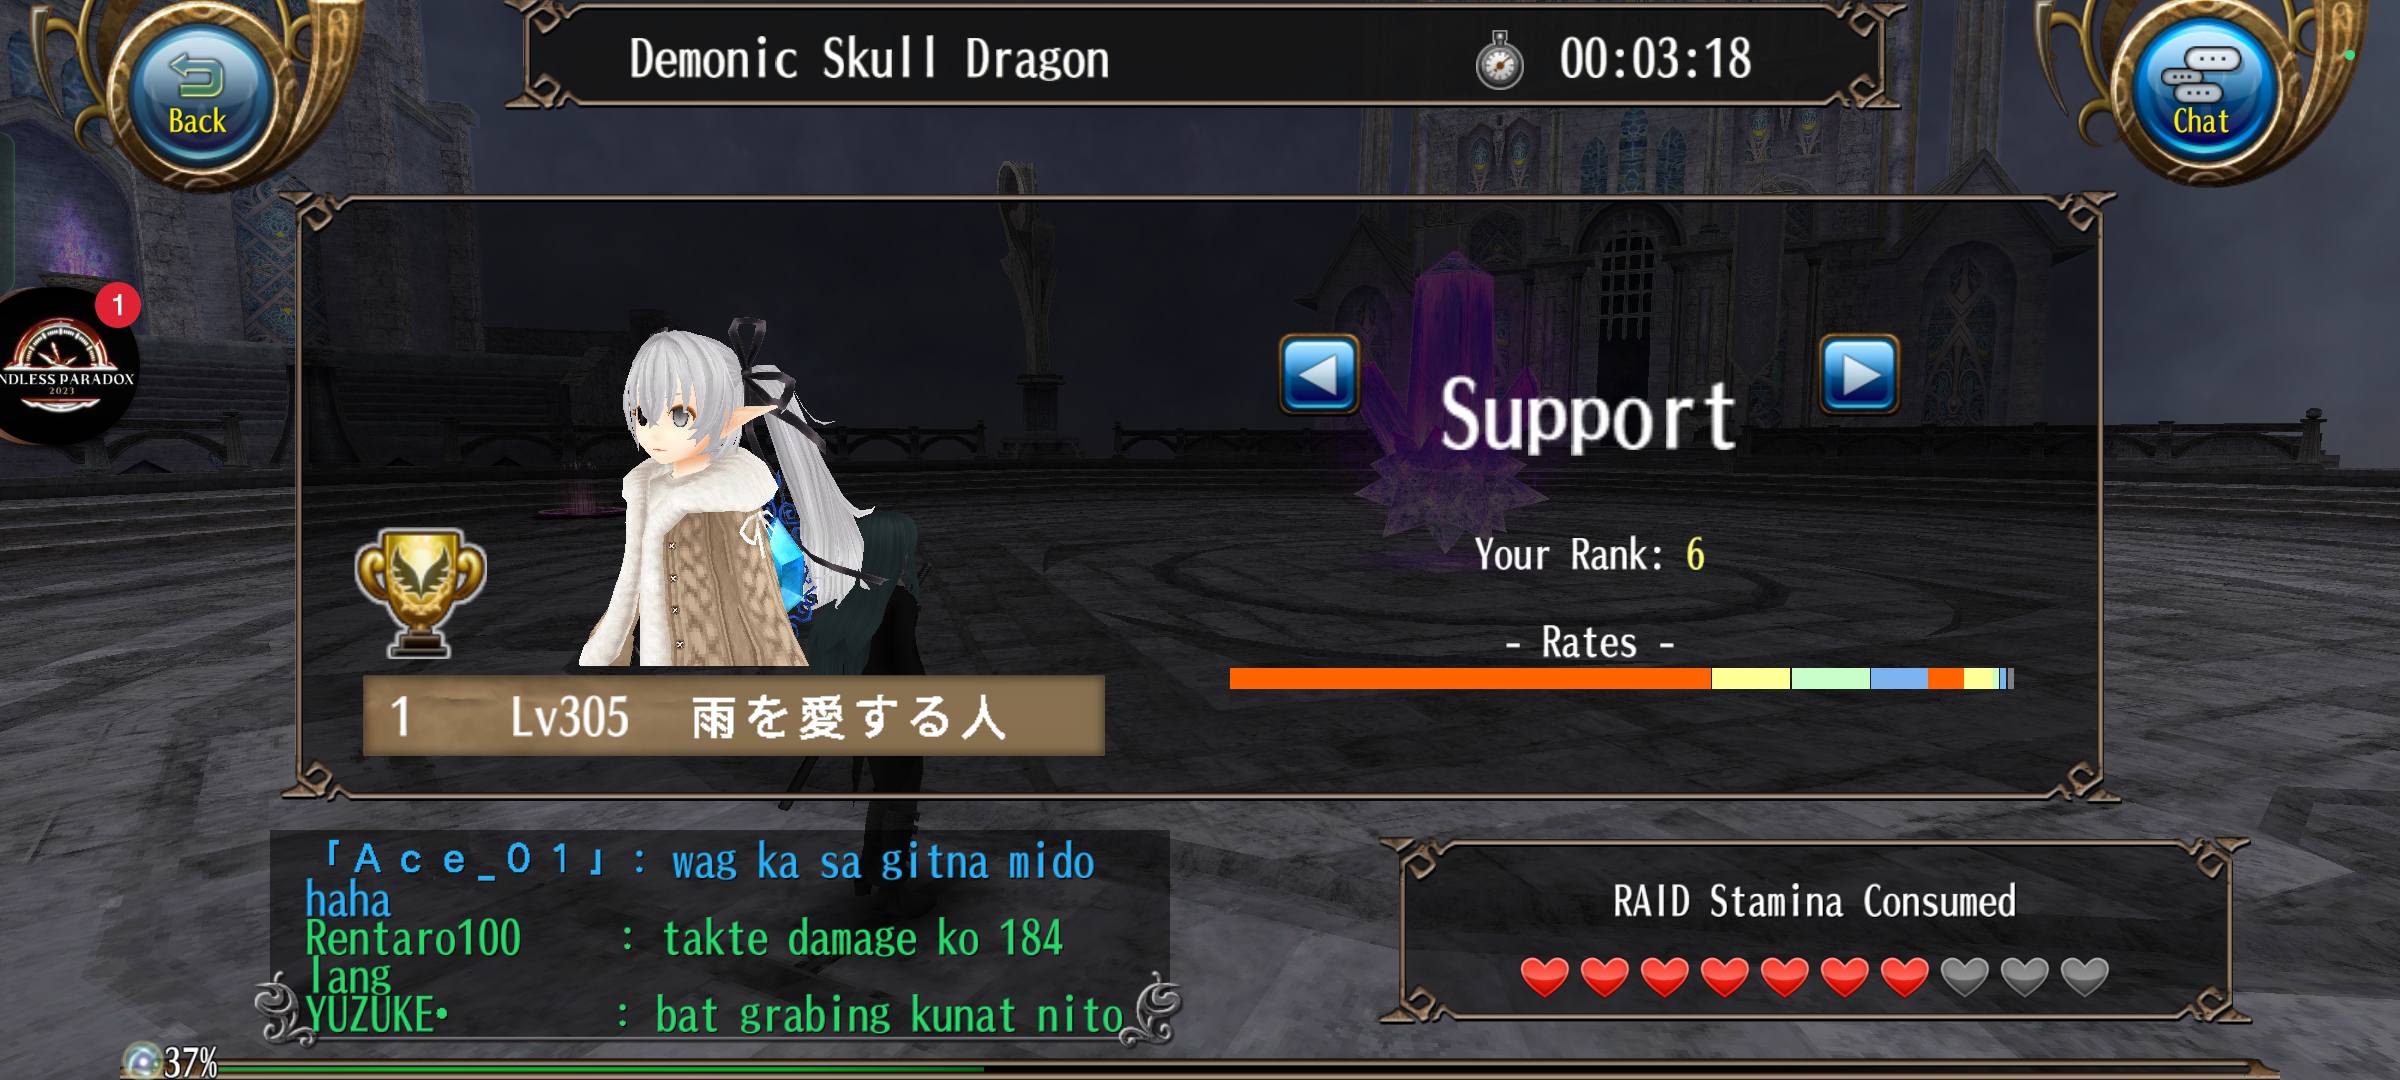 Demonic Skull Dragon 00:03:18
Back
Chat
1
NDLESS PARADOX
2023
Support
Your Rank: 6
- Rates -
1 Lv305 雨を愛する人
「Ace_01」: wag ka sa gitna mido
haha
Rentaro100 : takte damage ko 184
lang
YUZUKE• : bat grabing kunat nito
RAID Stamina Consumed
37%